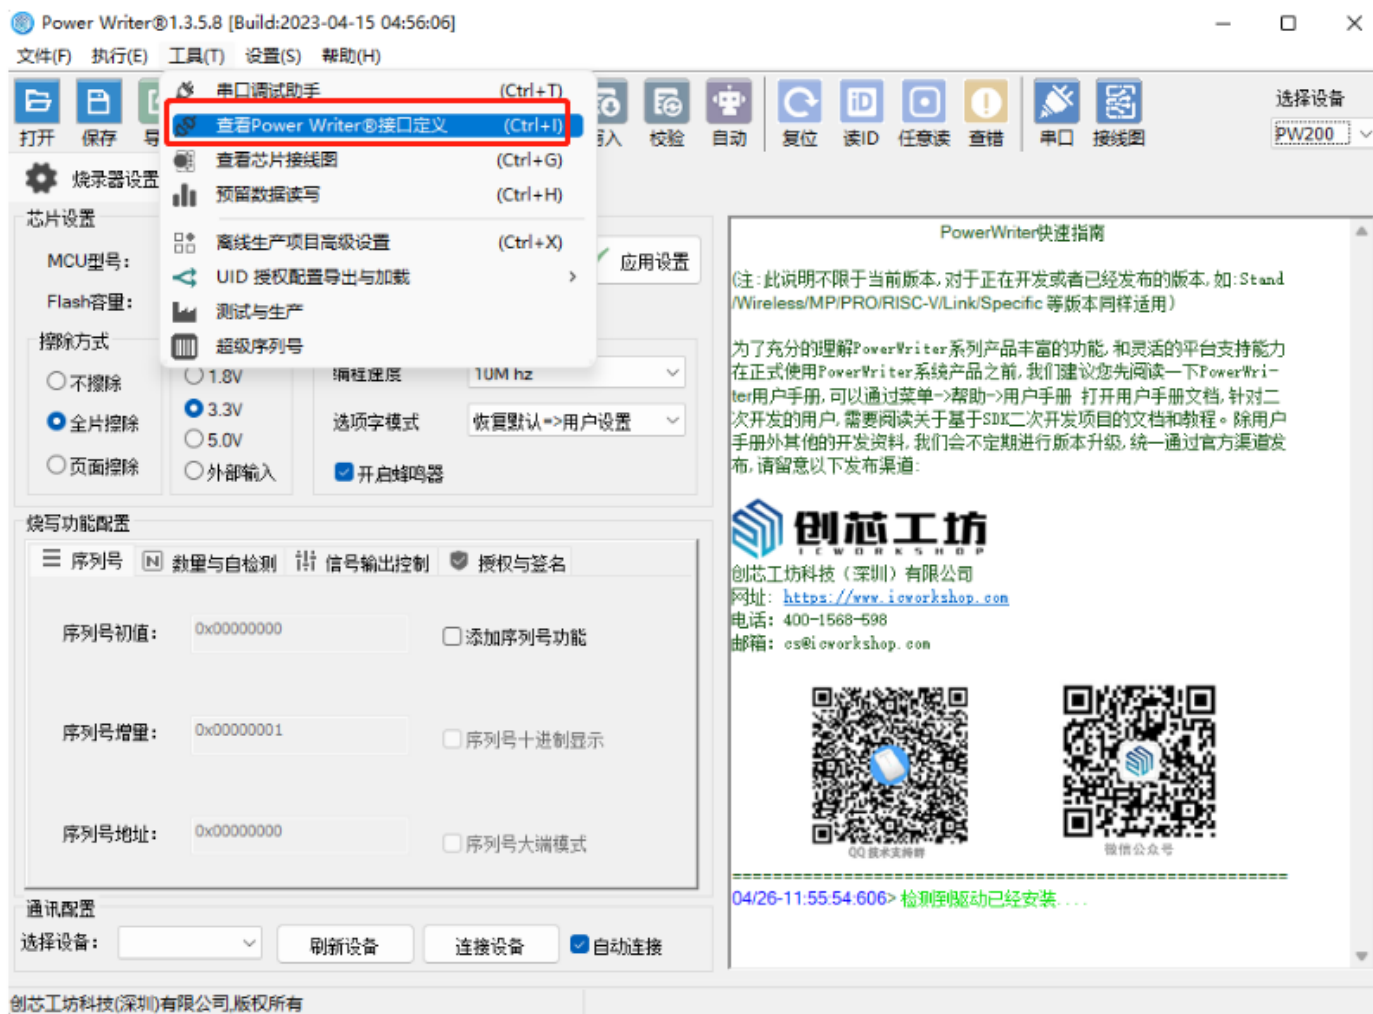 Power Writer®1.3.5.8 [Build:2023-04-15 04:56:06]
文件(F) 执行(E) 工具(T) 设置(S) 帮助(H)
打开 保存 校验 自动 复位 读ID 任意读 查错 串口 接线图
选择设备
PW200
串口调试助手 (Ctrl+T)
查看Power Writer®接口定义 (Ctrl+I)
查看芯片接线图 (Ctrl+G)
预留数据读写 (Ctrl+H)
离线生产项目高级设置 (Ctrl+X)
UID 授权配置导出与加载
测试与生产
超级序列号
烧录器设置
芯片设置
MCU型号:
Flash容量:
应用设置
擦除方式
不擦除
全片擦除
页面擦除
1.8V
3.3V
5.0V
外部输入
编程速度 10M hz
选项字模式 恢复默认=>用户设置
开启蜂鸣器
烧写功能配置
序列号 数量与自检测 信号输出控制 授权与签名
序列号初值: 0x00000000 添加序列号功能
序列号增量: 0x00000001 序列号十进制显示
序列号地址: 0x00000000 序列号大端模式
通讯配置
选择设备: 刷新设备 连接设备 自动连接
创芯工坊科技(深圳)有限公司,版权所有
PowerWriter快速指南
(注:此说明不限于当前版本,对于正在开发或者已经发布的版本,如:Stand
/Wireless/MP/PRO/RISC-V/Link/Specific 等版本同样适用)
为了充分的理解PowerWriter系列产品丰富的功能,和灵活的平台支持能力
在正式使用PowerWriter系统产品之前,我们建议您先阅读一下PowerWri-
ter用户手册,可以通过菜单->帮助->用户手册 打开用户手册文档,针对二
次开发的用户,需要阅读关于基于SDK二次开发项目的文档和教程。除用户
手册外其他的开发资料,我们会不定期进行版本升级,统一通过官方渠道发
布,请留意以下发布渠道:
创芯工坊
ICWORKSHOP
创芯工坊科技(深圳)有限公司
网址: https://www.icworkshop.com
电话: 400-1568-598
邮箱: cs@icworkshop.com
QQ技术支持群 微信公众号
==================================================
04/26-11:55:54:606> 检测到驱动已经安装....